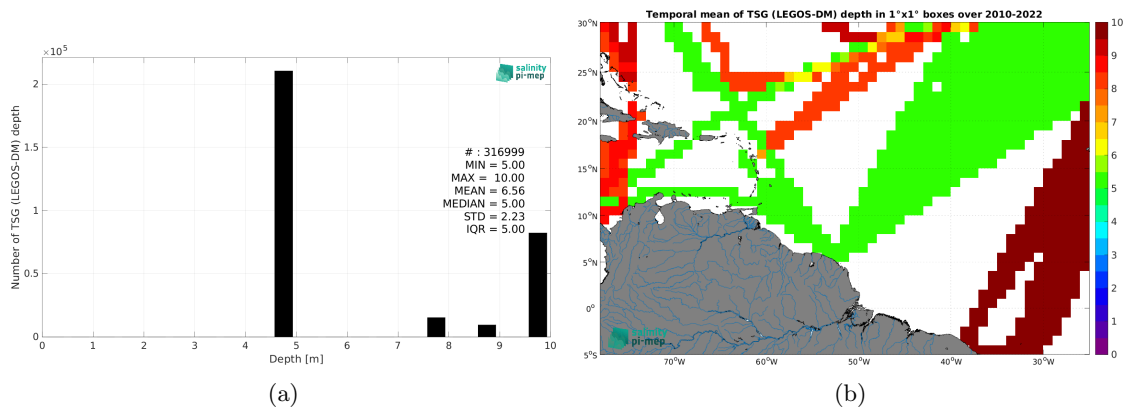 ×10⁵
2
1.5
1
0.5
0
Number of TSG (LEGOS-DM) depth
salinity
pi-mep
# : 316999
MIN = 5.00
MAX = 10.00
MEAN = 6.56
MEDIAN = 5.00
STD = 2.23
IQR = 5.00
0 1 2 3 4 5 6 7 8 9 10
Depth [m]
(a)
Temporal mean of TSG (LEGOS-DM) depth in 1°x1° boxes over 2010-2022
30°N
25°N
20°N
15°N
10°N
5°N
0°
5°S
salinity
pi-mep
70°W 60°W 50°W 40°W 30°W
10
9
8
7
6
5
4
3
2
1
0
(b)